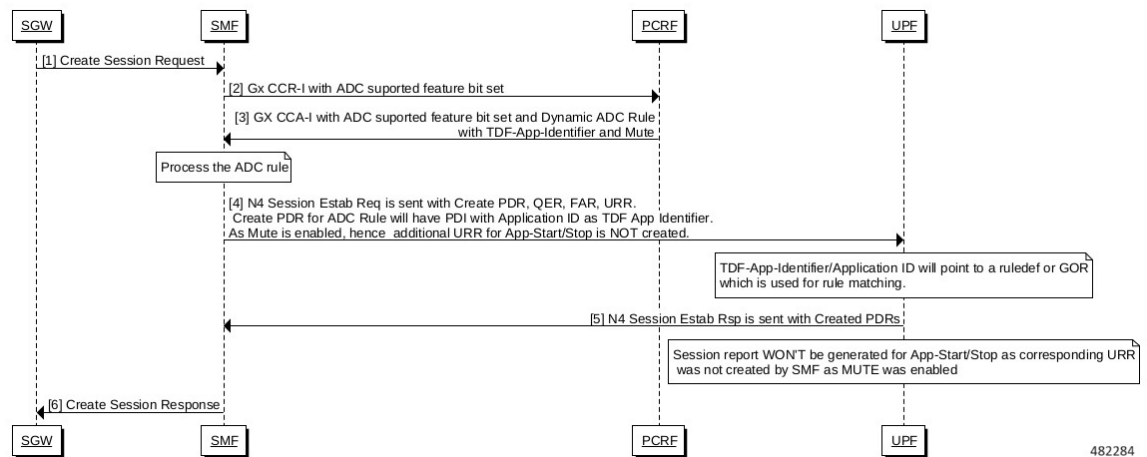 SGW
SMF
PCRF
UPF
[1] Create Session Request
[2] Gx CCR-I with ADC suported feature bit set
[3] GX CCA-I with ADC suported feature bit set and Dynamic ADC Rule
with TDF-App-Identifier and Mute
Process the ADC rule
[4] N4 Session Estab Req is sent with Create PDR, QER, FAR, URR.
Create PDR for ADC Rule will have PDI with Application ID as TDF App Identifier.
As Mute is enabled, hence additional URR for App-Start/Stop is NOT created.
TDF-App-Identifier/Application ID will point to a ruledef or GOR
which is used for rule matching.
[5] N4 Session Estab Rsp is sent with Created PDRs
Session report WON'T be generated for App-Start/Stop as corresponding URR
was not created by SMF as MUTE was enabled
[6] Create Session Response
SGW
SMF
PCRF
UPF
482284